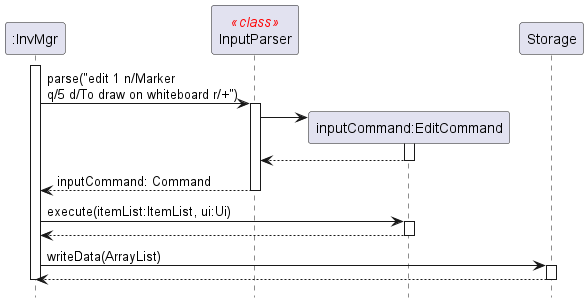 «class»
:InvMgr
InputParser
Storage
parse("edit 1 n/Marker
q/5 d/To draw on whiteboard r/+")
inputCommand:EditCommand
inputCommand: Command
execute(itemList:ItemList, ui:Ui)
writeData(ArrayList)